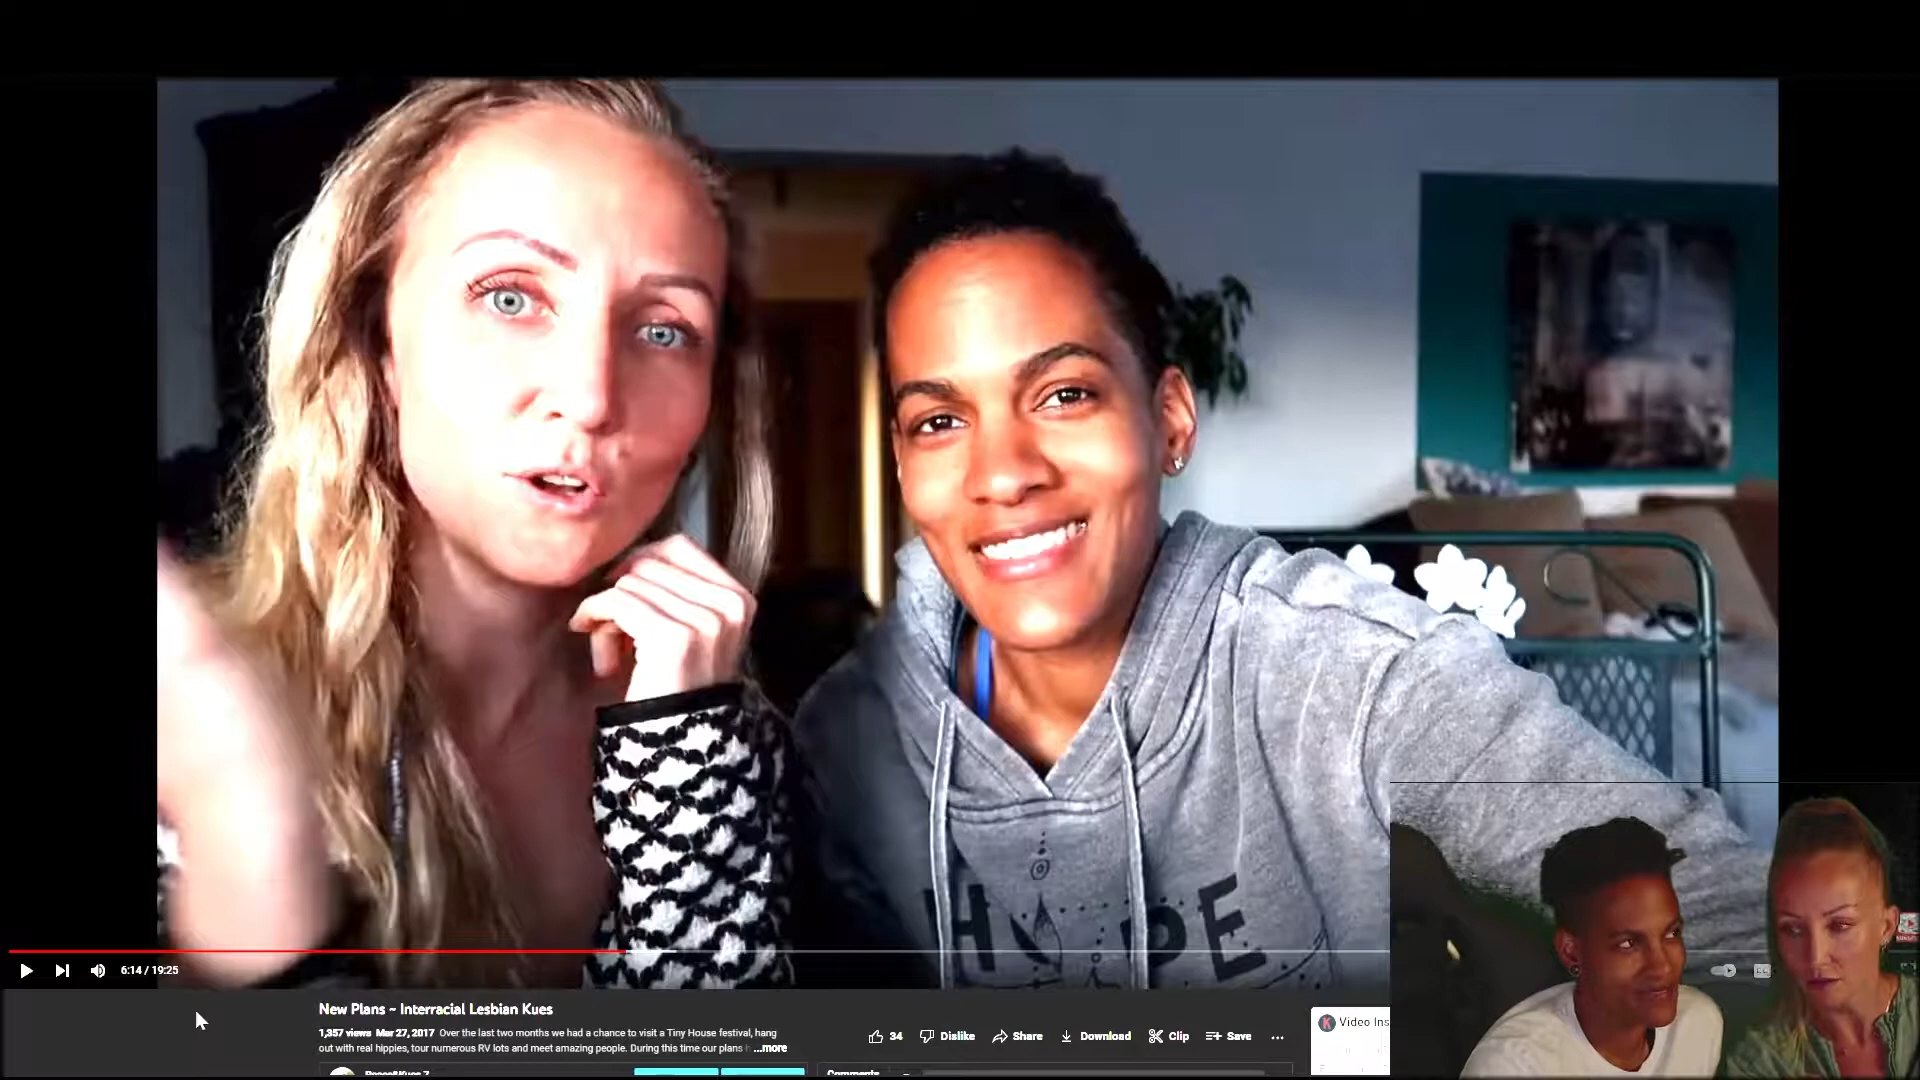 HOPE
6:14 / 19:25
New Plans ~ Interracial Lesbian Kues
1,357 views Mar 27, 2017 Over the last two months we had a chance to visit a Tiny House festival, hang
out with real hippies, tour numerous RV lots and meet amazing people. During this time our plans h ...more
34 Dislike Share Download Clip Save ...
K Video Ins
Comments